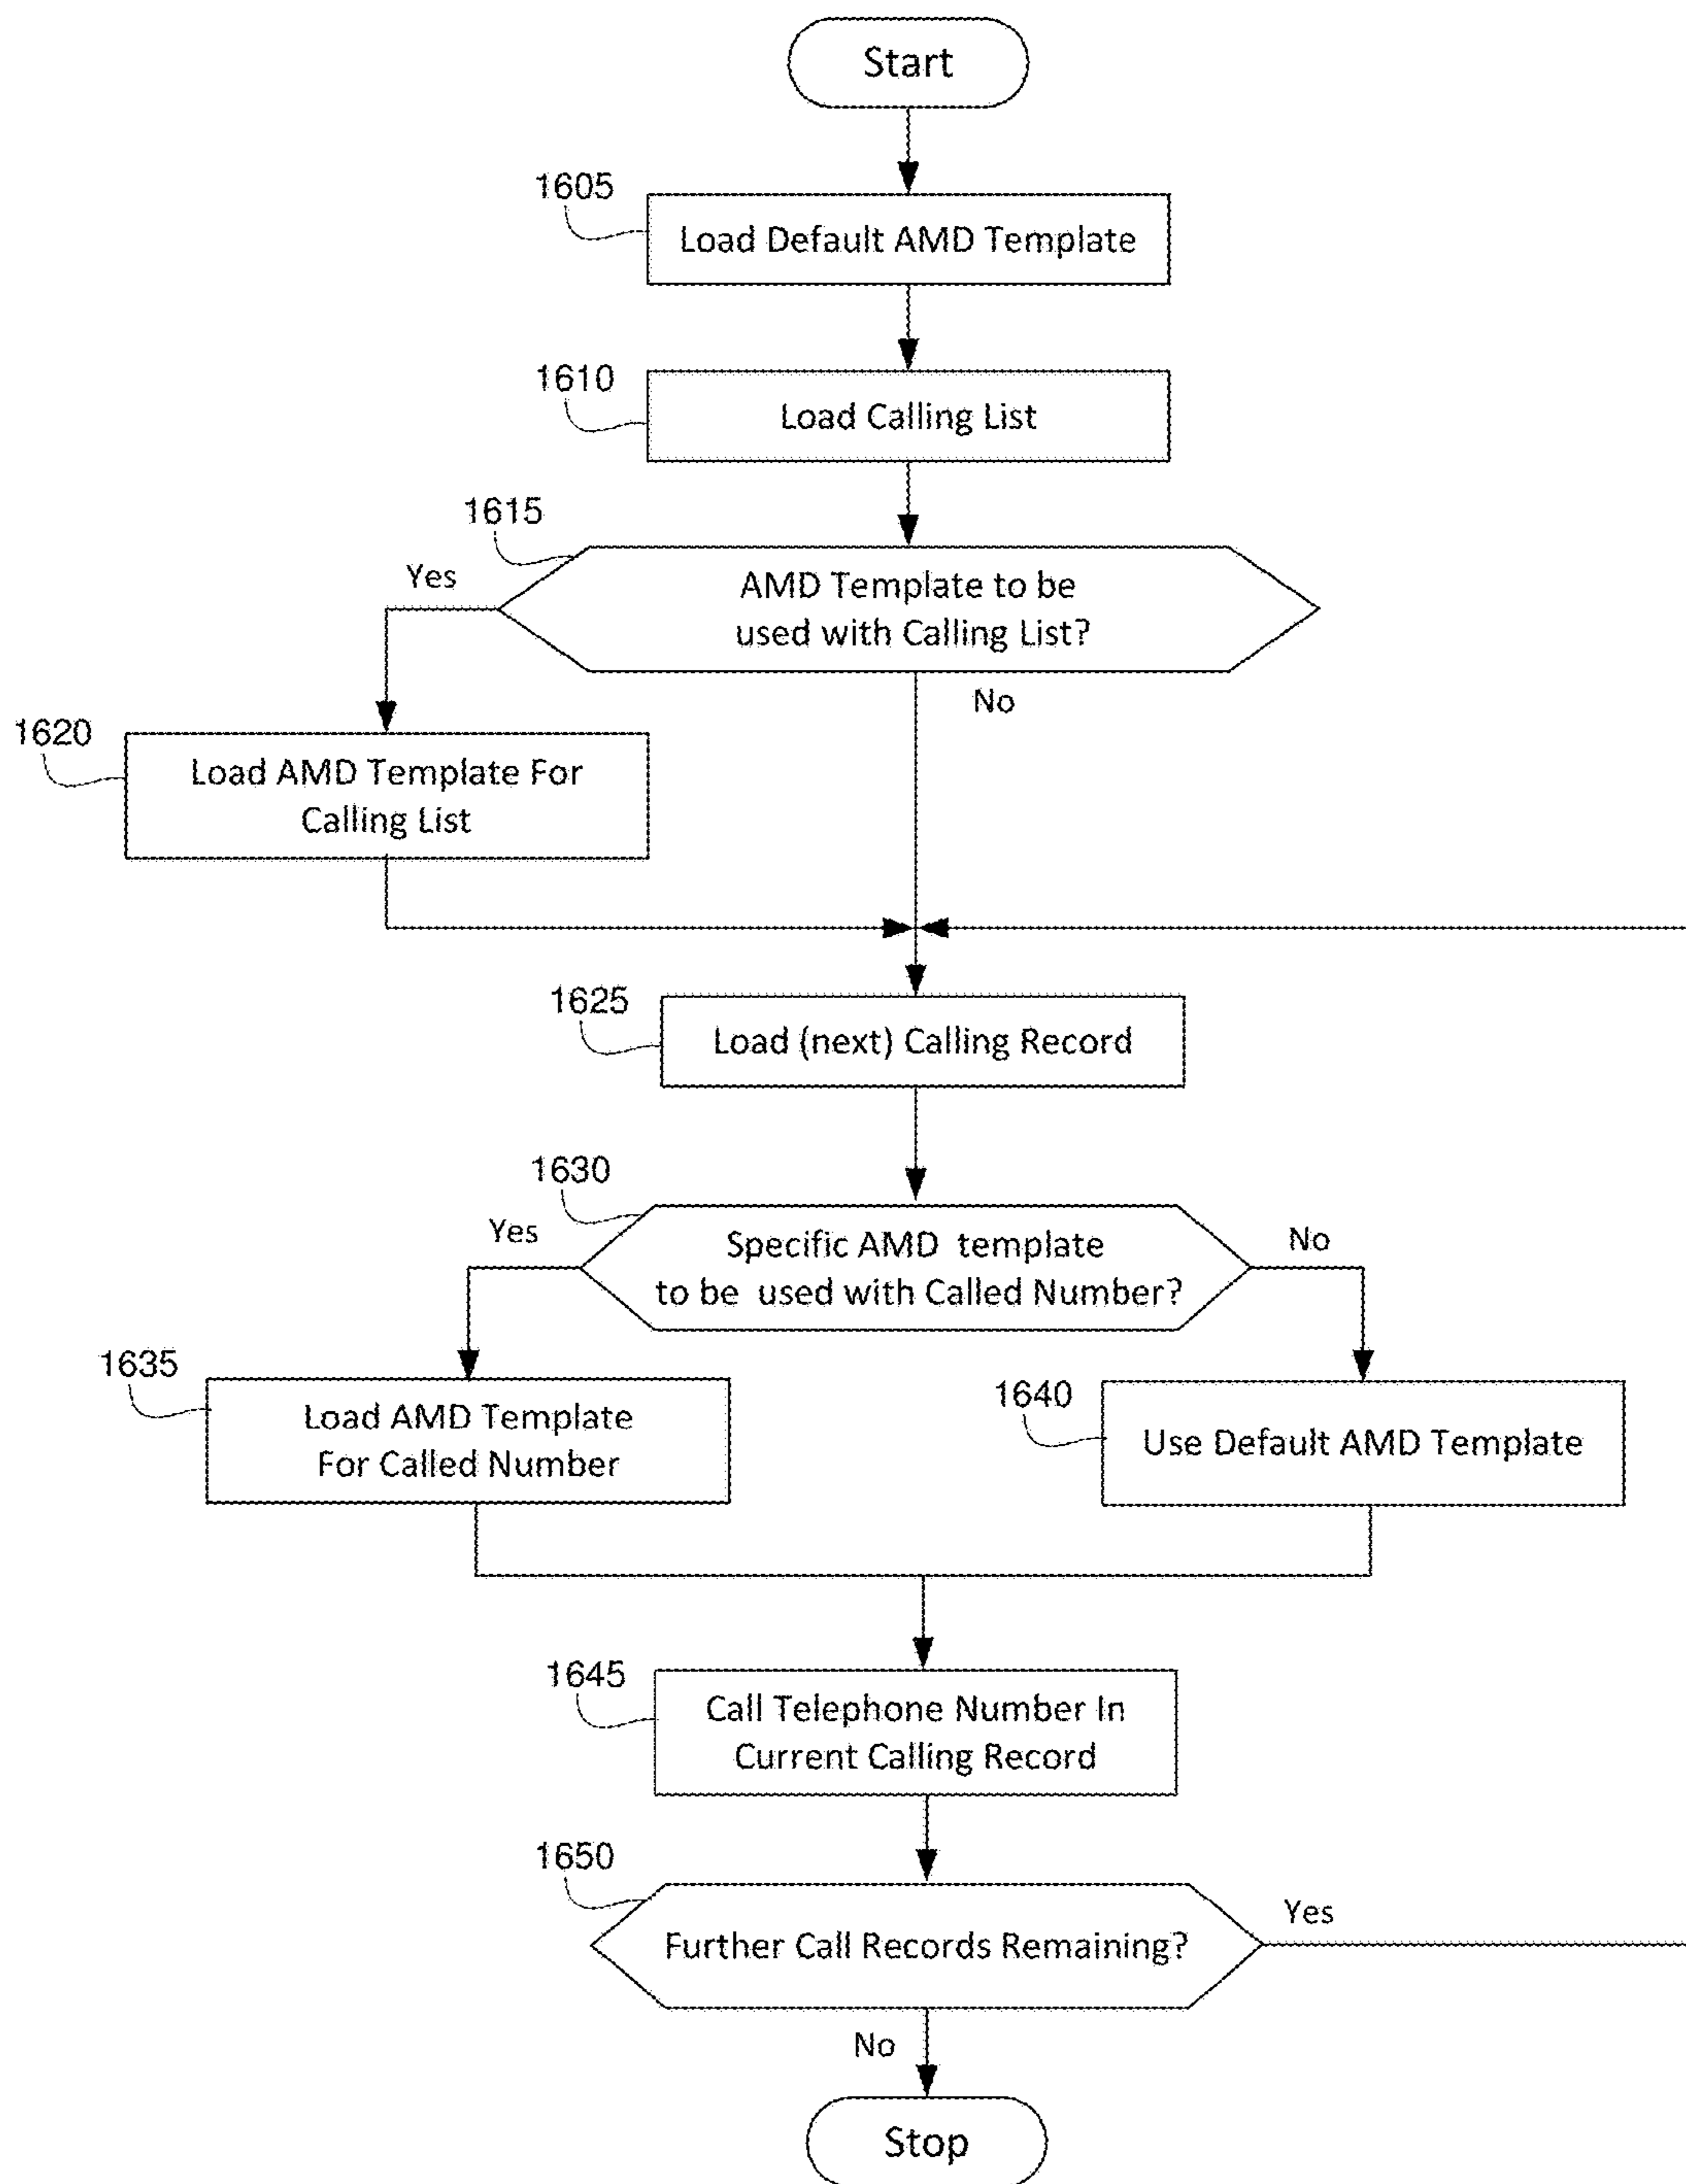 Start
1605
Load Default AMD Template
1610
Load Calling List
1615
Yes
AMD Template to be
used with Calling List?
No
1620
Load AMD Template For
Calling List
1625
Load (next) Calling Record
1630
Yes
Specific AMD template
to be used with Called Number?
No
1635
Load AMD Template
For Called Number
1640
Use Default AMD Template
1645
Call Telephone Number In
Current Calling Record
1650
Further Call Records Remaining?
Yes
No
Stop